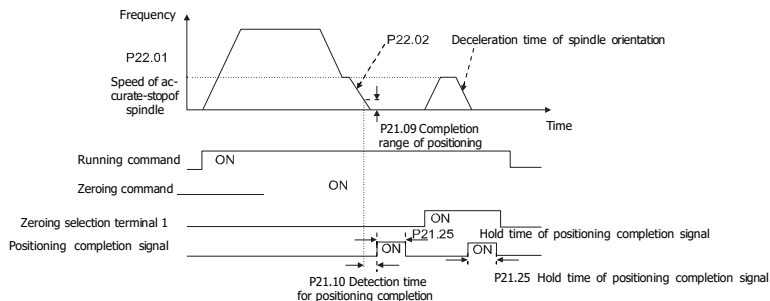 Frequency
P22.01
P22.02
Deceleration time of spindle orientation
Speed of ac-
curate-stopof
spindle
Time
P21.09 Completion
range of positioning
Running command
ON
Zeroing command
ON
Zeroing selection terminal 1
ON
P21.25
Hold time of positioning completion signal
Positioning completion signal
ON
ON
P21.10 Detection time
for positioning completion
P21.25 Hold time of positioning completion signal